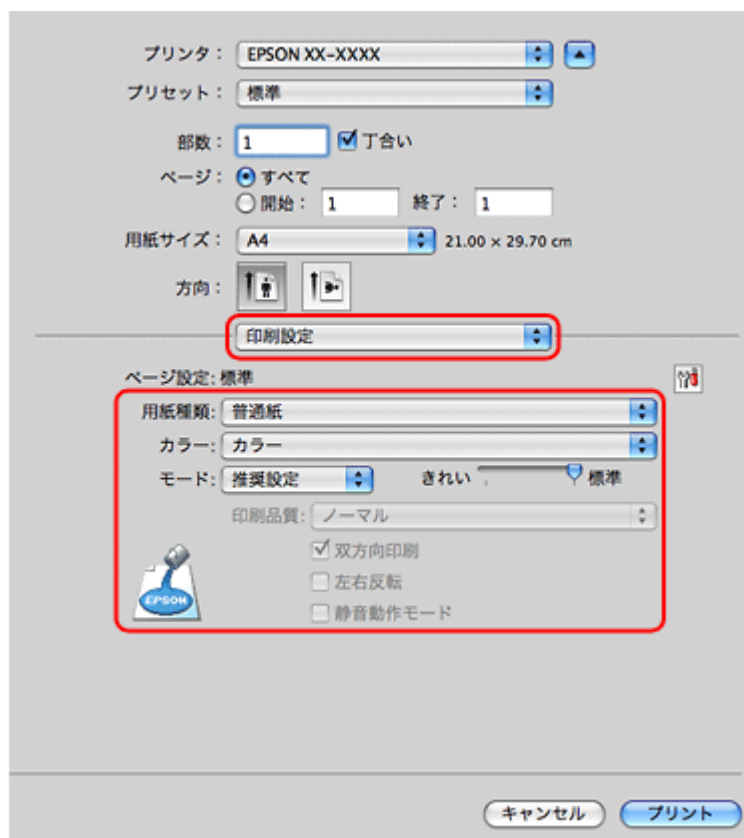 プリンタ： EPSON XX-XXXX
プリセット： 標準
部数： 1 丁合い
ページ： すべて
開始： 1 終了： 1
用紙サイズ： A4 21.00 × 29.70 cm
方向：
印刷設定
ページ設定: 標準
用紙種類: 普通紙
カラー: カラー
モード: 推奨設定 きれい 標準
印刷品質: ノーマル
双方向印刷
左右反転
静音動作モード
EPSON
キャンセル プリント